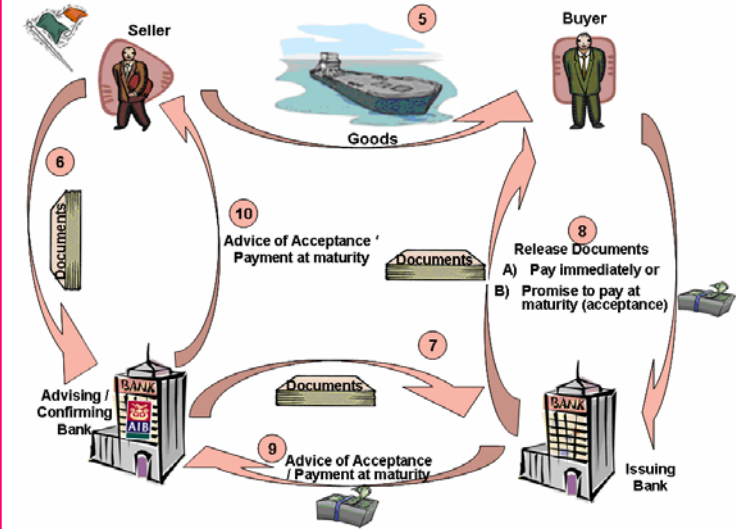 5
Buyer
Seller
Goods
6
Documents
10
Advice of Acceptance '
Payment at maturity
Documents
8
Release Documents
A) Pay immediately or
B) Promise to pay at
maturity (acceptance)
7
Documents
Advising /
Confirming
Bank
BANK
AIB
BANK
9
Advice of Acceptance
/ Payment at maturity
Issuing
Bank